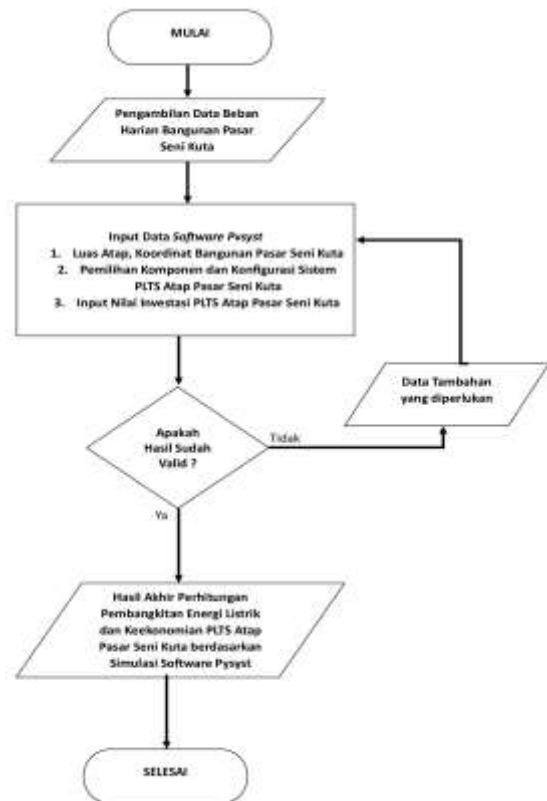 MULAI
Pengambilan Data Beban
Harian Bangunan Pasar
Seni Kuta
Input Data Software Pvsyst
1. Luas Atap, Koordinat Bangunan Pasar Seni Kuta
2. Pemilihan Komponen dan Konfigurasi Sistem
PLTS Atap Pasar Seni Kuta
3. Input Nilai Investasi PLTS Atap Pasar Seni Kuta
Data Tambahan
yang diperlukan
Apakah
Hasil Sudah
Valid ?
Tidak
Ya
Hasil Akhir Perhitungan
Pembangkitan Energi Listrik
dan Keekonomian PLTS Atap
Pasar Seni Kuta berdasarkan
Simulasi Software Pysyst
SELESAI